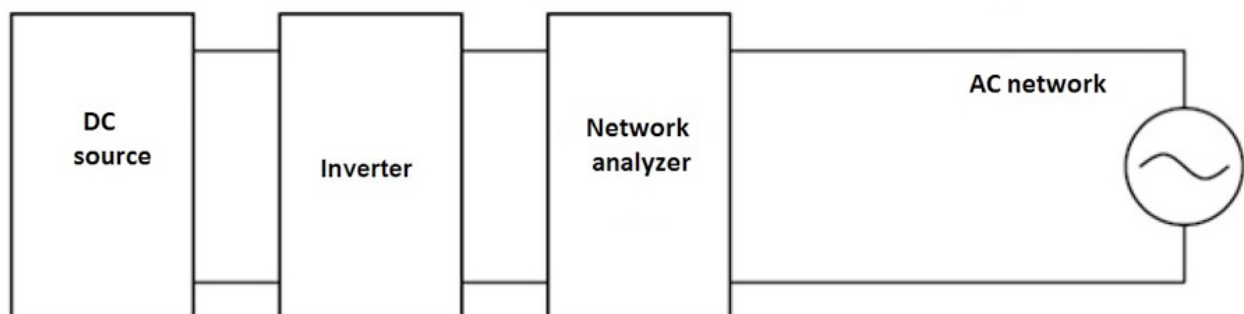 DC
source
Inverter
Network
analyzer
AC network